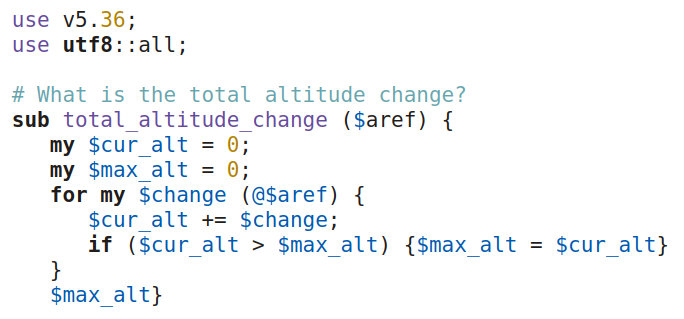 use v5.36;
use utf8::all;

# What is the total altitude change?
sub total_altitude_change ($aref) {
   my $cur_alt = 0;
   my $max_alt = 0;
   for my $change (@$aref) {
      $cur_alt += $change;
      if ($cur_alt > $max_alt) {$max_alt = $cur_alt}
   }
   $max_alt}